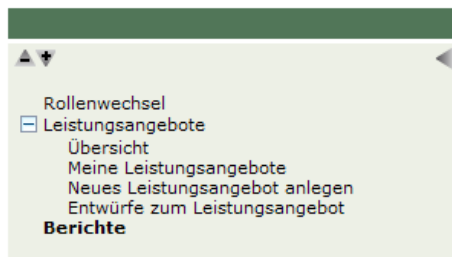 Rollenwechsel
Leistungsangebote
Übersicht
Meine Leistungsangebote
Neues Leistungsangebot anlegen
Entwürfe zum Leistungsangebot
Berichte